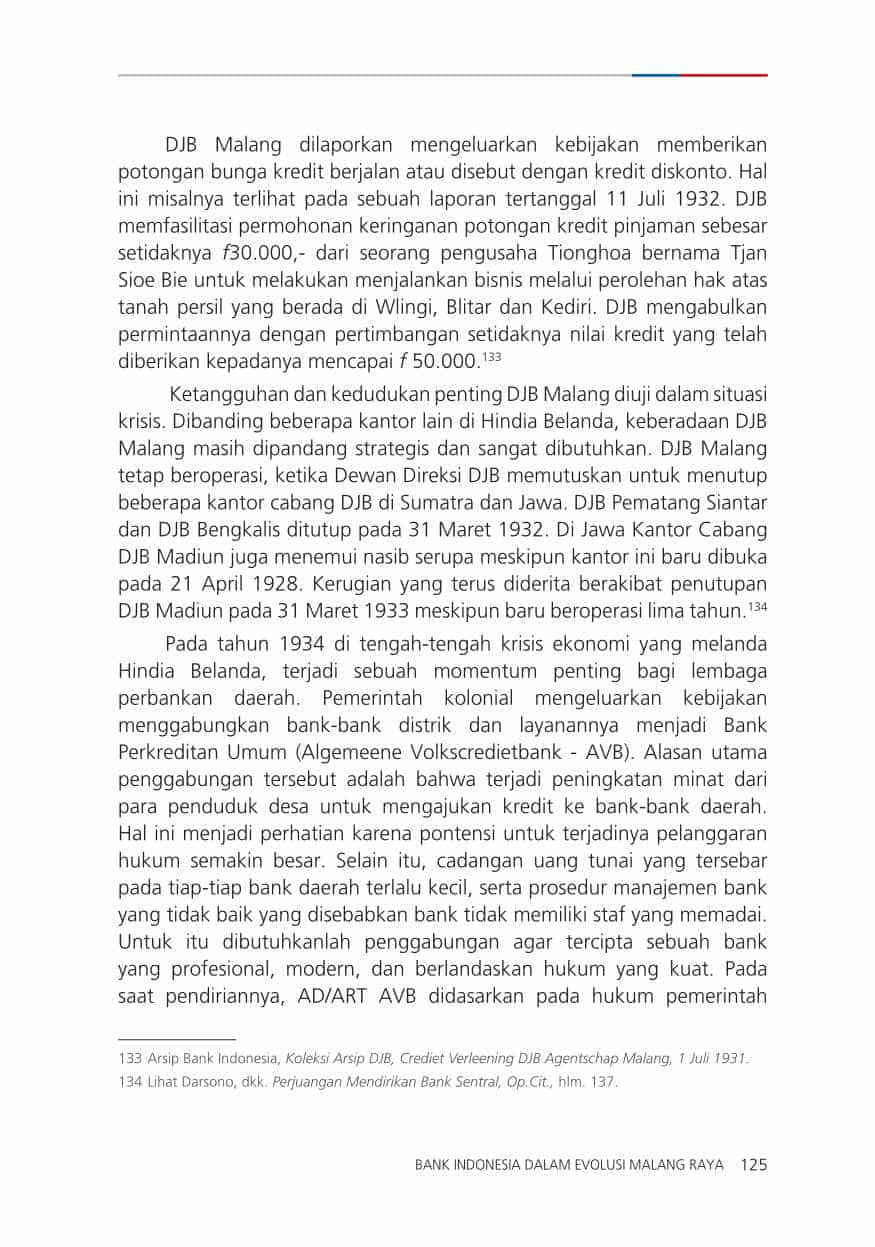 DJB Malang dilaporkan mengeluarkan kebijakan memberikan
potongan bunga kredit berjalan atau disebut dengan kredit diskonto. Hal
ini misalnya terlihat pada sebuah laporan tertanggal 11 Juli 1932. DJB
memfasilitasi permohonan keringanan potongan kredit pinjaman sebesar
setidaknya f30.000,- dari seorang pengusaha Tionghoa bernama Tjan
Sioe Bie untuk melakukan menjalankan bisnis melalui perolehan hak atas
tanah persil yang berada di Wlingi, Blitar dan Kediri. DJB mengabulkan
permintaannya dengan pertimbangan setidaknya nilai kredit yang telah
diberikan kepadanya mencapai f 50.000.133
Ketangguhan dan kedudukan penting DJB Malang diuji dalam situasi
krisis. Dibanding beberapa kantor lain di Hindia Belanda, keberadaan DJB
Malang masih dipandang strategis dan sangat dibutuhkan. DJB Malang
tetap beroperasi, ketika Dewan Direksi DJB memutuskan untuk menutup
beberapa kantor cabang DJB di Sumatra dan Jawa. DJB Pematang Siantar
dan DJB Bengkalis ditutup pada 31 Maret 1932. Di Jawa Kantor Cabang
DJB Madiun juga menemui nasib serupa meskipun kantor ini baru dibuka
pada 21 April 1928. Kerugian yang terus diderita berakibat penutupan
DJB Madiun pada 31 Maret 1933 meskipun baru beroperasi lima tahun.134
Pada tahun 1934 di tengah-tengah krisis ekonomi yang melanda
Hindia Belanda, terjadi sebuah momentum penting bagi lembaga
perbankan daerah. Pemerintah kolonial mengeluarkan kebijakan
menggabungkan bank-bank distrik dan layanannya menjadi Bank
Perkreditan Umum (Algemeene Volkscredietbank - AVB). Alasan utama
penggabungan tersebut adalah bahwa terjadi peningkatan minat dari
para penduduk desa untuk mengajukan kredit ke bank-bank daerah.
Hal ini menjadi perhatian karena pontensi untuk terjadinya pelanggaran
hukum semakin besar. Selain itu, cadangan uang tunai yang tersebar
pada tiap-tiap bank daerah terlalu kecil, serta prosedur manajemen bank
yang tidak baik yang disebabkan bank tidak memiliki staf yang memadai.
Untuk itu dibutuhkanlah penggabungan agar tercipta sebuah bank
yang profesional, modern, dan berlandaskan hukum yang kuat. Pada
saat pendiriannya, AD/ART AVB didasarkan pada hukum pemerintah
133 Arsip Bank Indonesia, Koleksi Arsip DJB, Crediet Verleening DJB Agentschap Malang, 1 Juli 1931.
134 Lihat Darsono, dkk. Perjuangan Mendirikan Bank Sentral, Op.Cit., hlm. 137.
BANK INDONESIA DALAM EVOLUSI MALANG RAYA 125